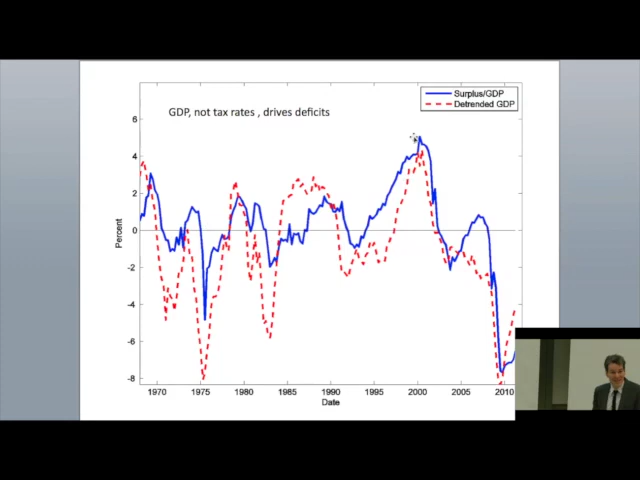 GDP, not tax rates , drives deficits
Surplus/GDP
Detrended GDP
Percent
6
4
2
0
-2
-4
-6
-8
1970 1975 1980 1985 1990 1995 2000 2005 2010
Date